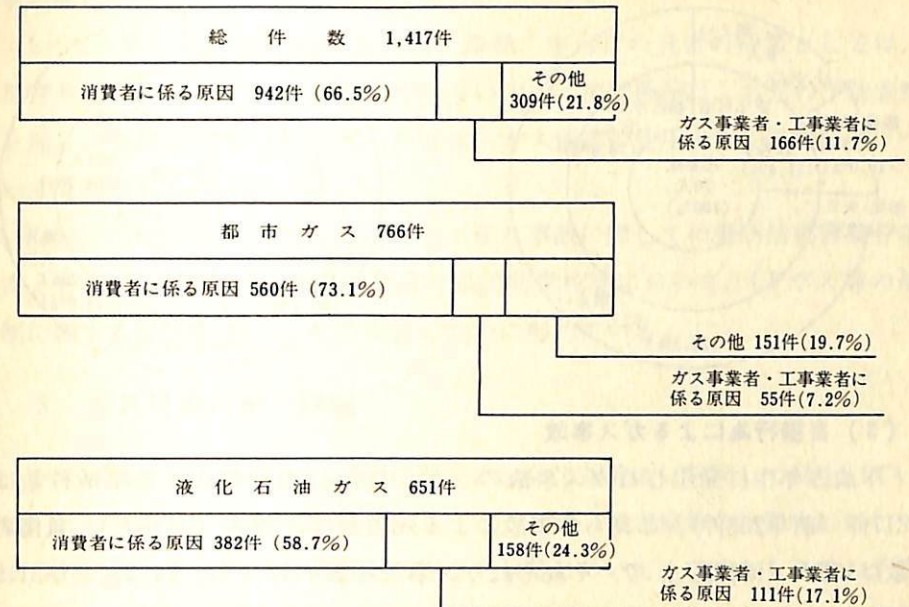 総件数 1,417件
消費者に係る原因 942件 (66.5%)
その他
309件(21.8%)
ガス事業者・工事業者に
係る原因 166件(11.7%)
都市ガス 766件
消費者に係る原因 560件 (73.1%)
その他 151件(19.7%)
ガス事業者・工事業者に
係る原因 55件(7.2%)
液化石油ガス 651件
消費者に係る原因 382件 (58.7%)
その他
158件(24.3%)
ガス事業者・工事業者に
係る原因 111件(17.1%)